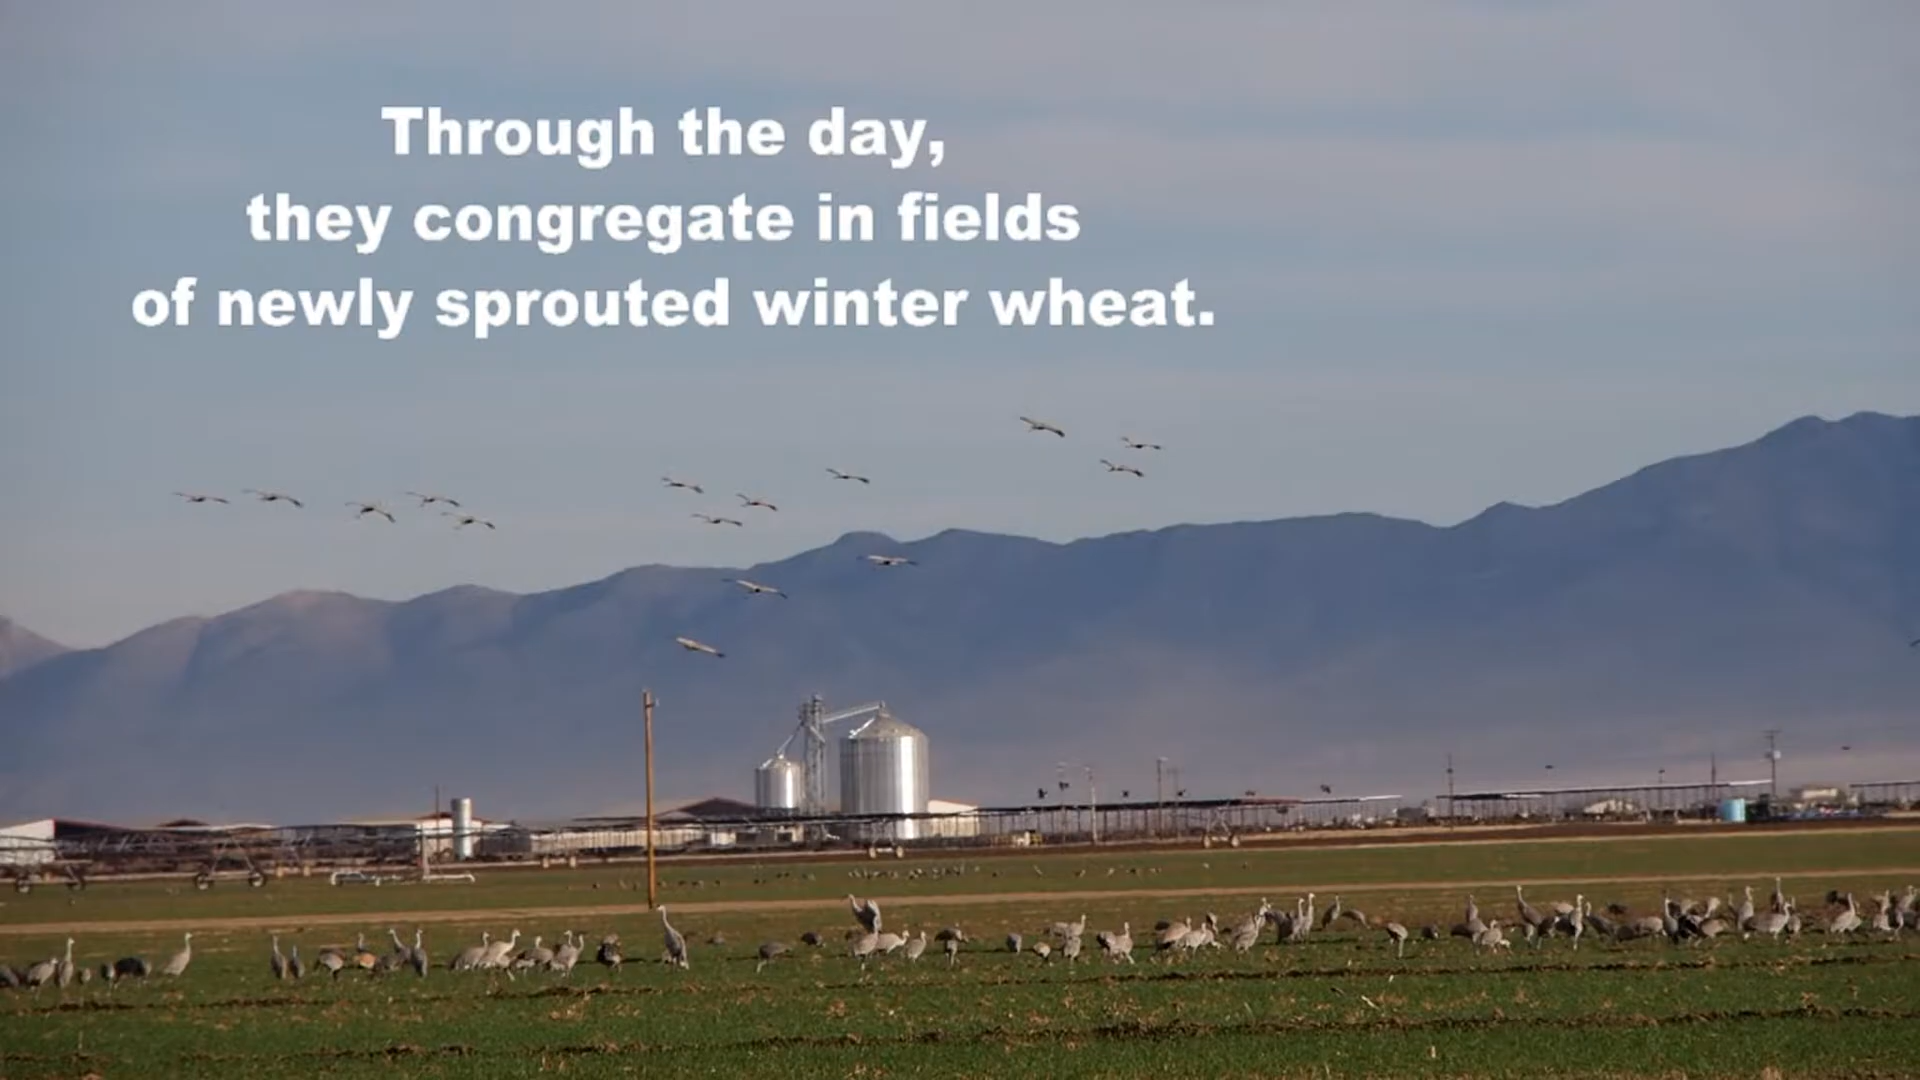 Through the day,
they congregate in fields
of newly sprouted winter wheat.